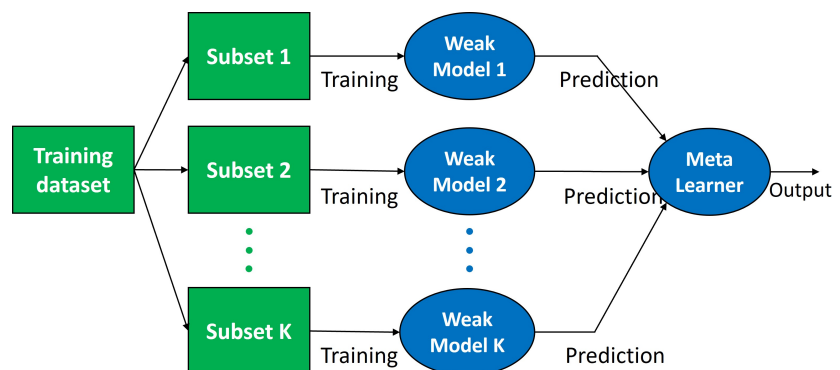 Subset 1
Training
Weak
Model 1
Prediction
Training
dataset
Subset 2
Training
Weak
Model 2
Prediction
Meta
Learner
Output
Subset K
Training
Weak
Model K
Prediction